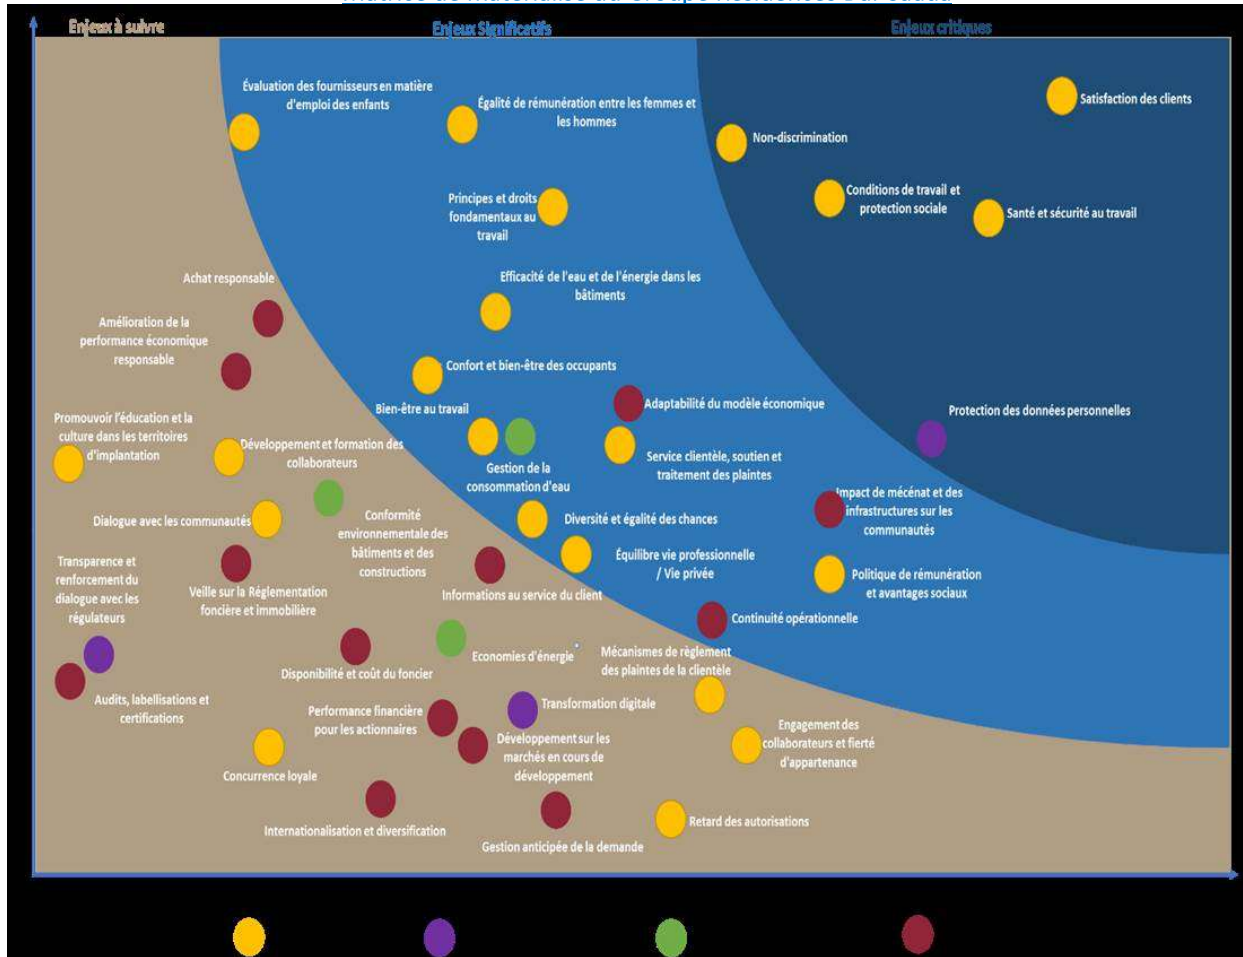 Matrice de matérialité du Groupe Résidences Dar Saada
Enjeux à suivre
Enjeux Significatifs
Enjeux critiques
Évaluation des fournisseurs en matière
d'emploi des enfants
Égalité de rémunération entre les femmes et
les hommes
Satisfaction des clients
Non-discrimination
Principes et droits
fondamentaux au
travail
Conditions de travail et
protection sociale
Santé et sécurité au travail
Achat responsable
Efficacité de l'eau et de l'énergie dans les
bâtiments
Amélioration de la
performance économique
responsable
Confort et bien-être des occupants
Bien-être au travail
Adaptabilité du modèle économique
Protection des données personnelles
Promouvoir l'éducation et la
culture dans les territoires
d'implantation
Développement et formation des
collaborateurs
Gestion de la
consommation d'eau
Service clientèle, soutien et
traitement des plaintes
Impact de mécénat et des
infrastructures sur les
communautés
Dialogue avec les communautés
Conformité
environnementale des
bâtiments et des
constructions
Diversité et égalité des chances
Transparence et
renforcement du
dialogue avec les
régulateurs
Équilibre vie professionnelle
/ Vie privée
Politique de rémunération
et avantages sociaux
Veille sur la Réglementation
foncière et immobilière
Informations au service du client
Continuité opérationnelle
Disponibilité et coût du foncier
Economies d'énergie
Mécanismes de règlement
des plaintes de la clientèle
Audits, labellisations et
certifications
Performance financière
pour les actionnaires
Transformation digitale
Développement sur les
marchés en cours de
développement
Engagement des
collaborateurs et fierté
d'appartenance
Concurrence loyale
Internationalisation et diversification
Gestion anticipée de la demande
Retard des autorisations